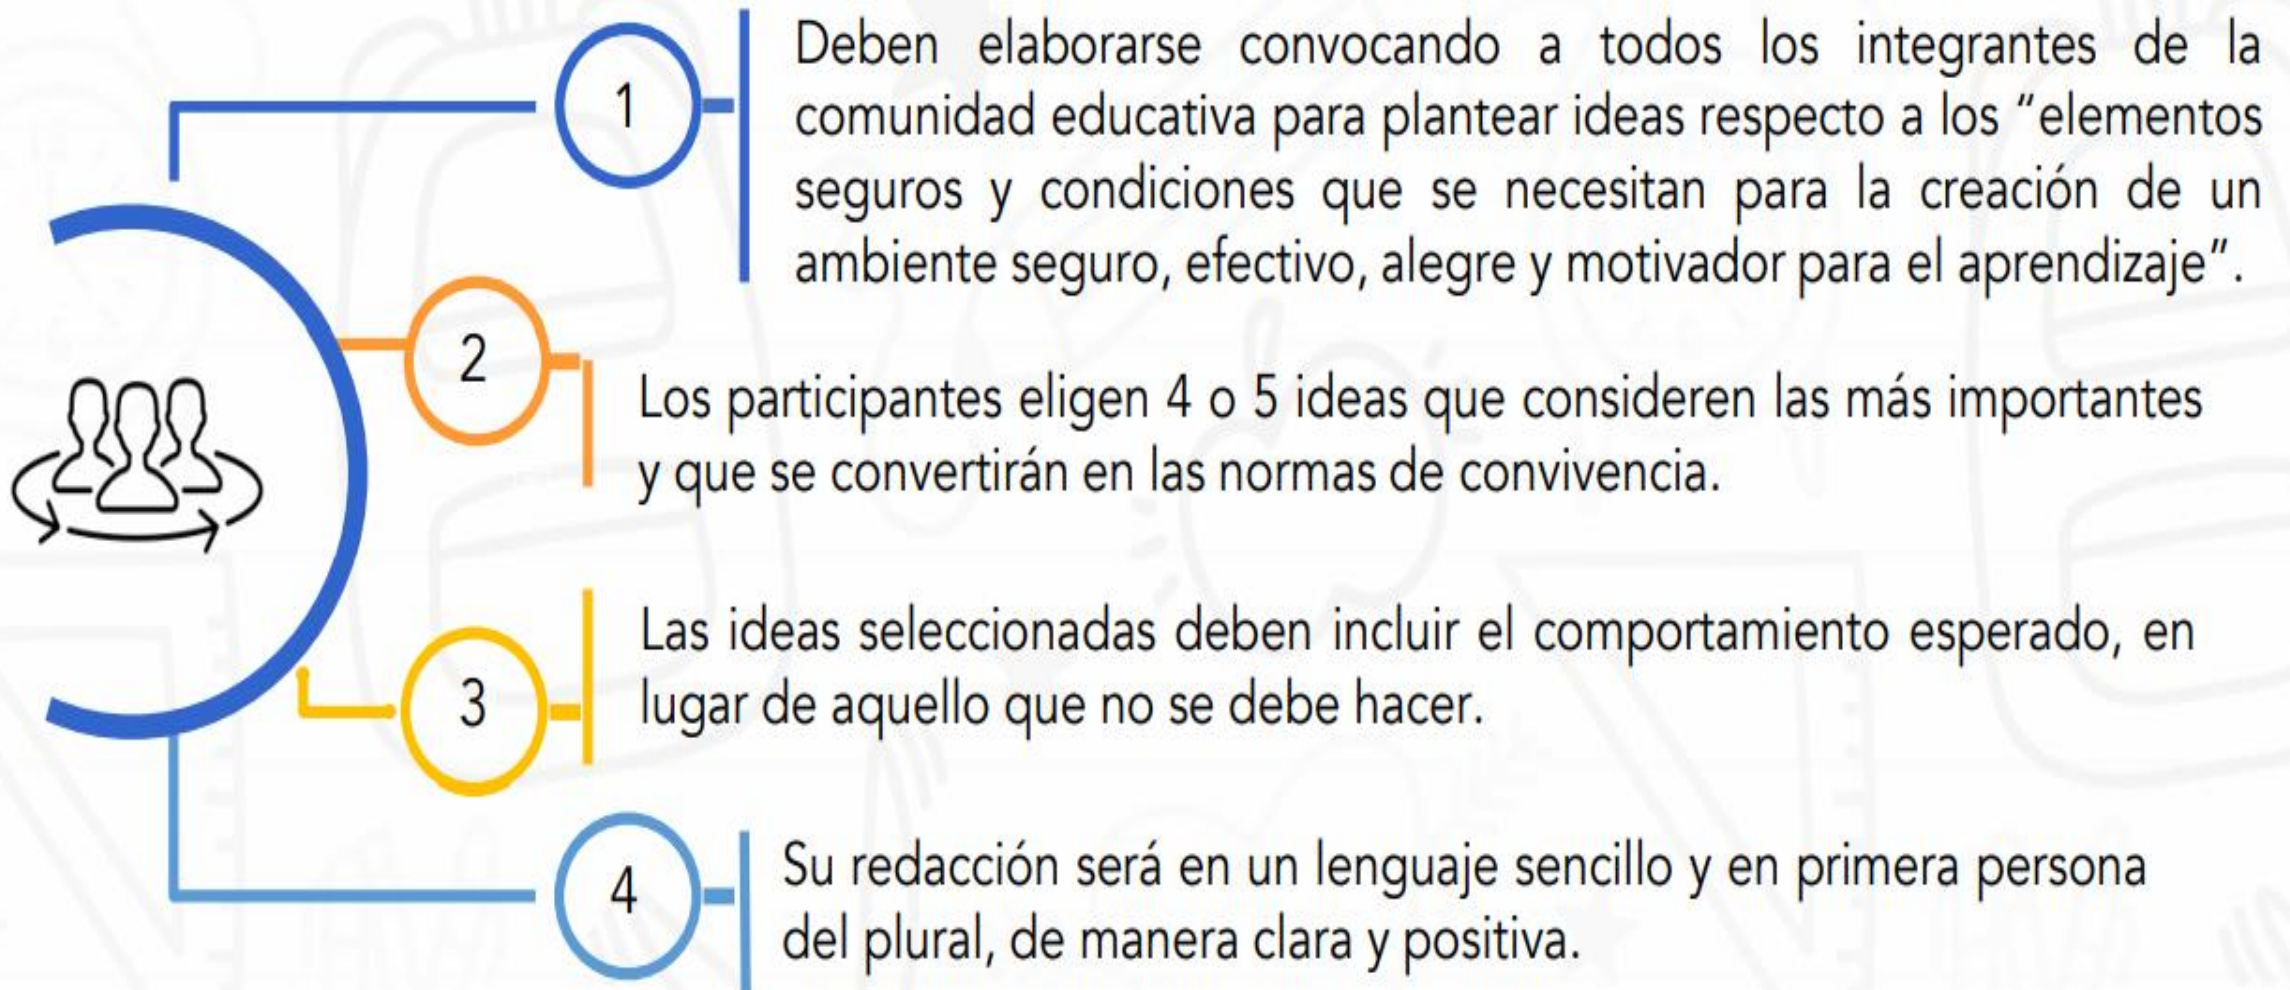 1
Deben elaborarse convocando a todos los integrantes de la
comunidad educativa para plantear ideas respecto a los “elementos
seguros y condiciones que se necesitan para la creación de un
ambiente seguro, efectivo, alegre y motivador para el aprendizaje”.
2
Los participantes eligen 4 o 5 ideas que consideren las más importantes
y que se convertirán en las normas de convivencia.
3
Las ideas seleccionadas deben incluir el comportamiento esperado, en
lugar de aquello que no se debe hacer.
4
Su redacción será en un lenguaje sencillo y en primera persona
del plural, de manera clara y positiva.